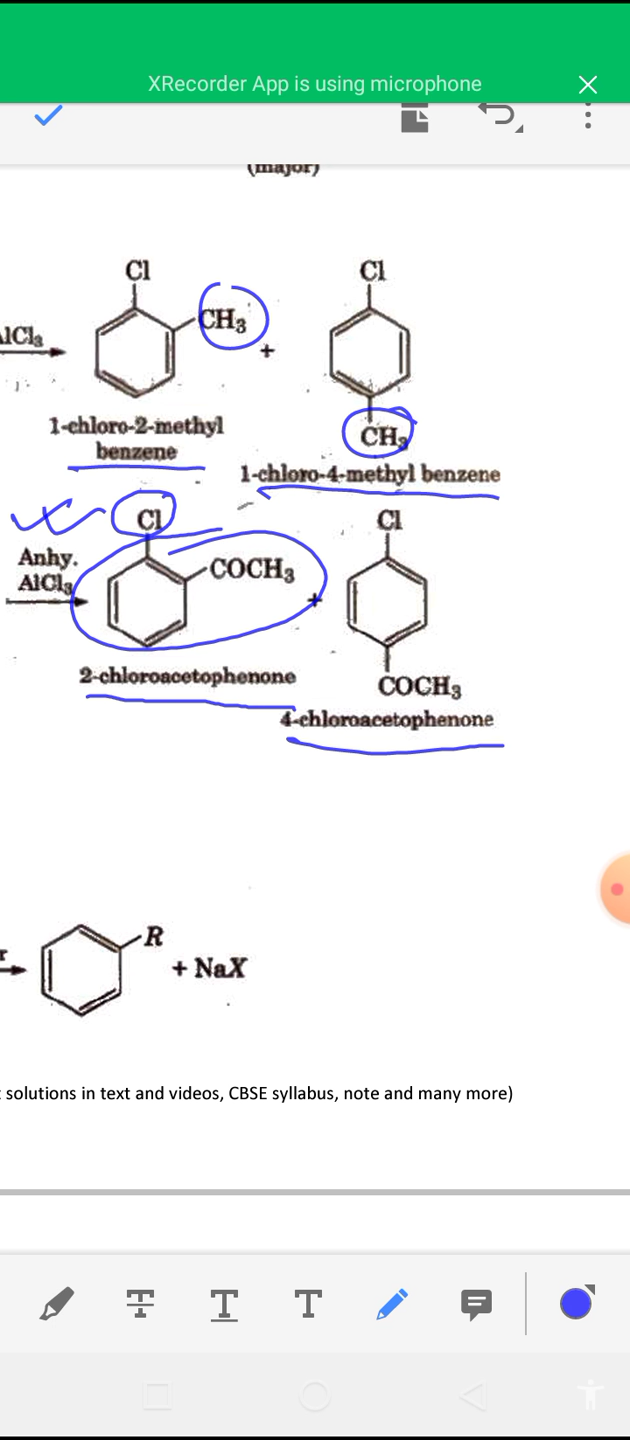 XRecorder App is using microphone
(major)
Cl
Cl
AlCl3
CH3
+
CH3
1-chloro-2-methyl
benzene
1-chloro-4-methyl benzene
Cl
Cl
Anhy.
AlCl3
COCH3
+
2-chloroacetophenone
COCH3
4-chloroacetophenone
R
+ NaX
solutions in text and videos, CBSE syllabus, note and many more)
T
T
T